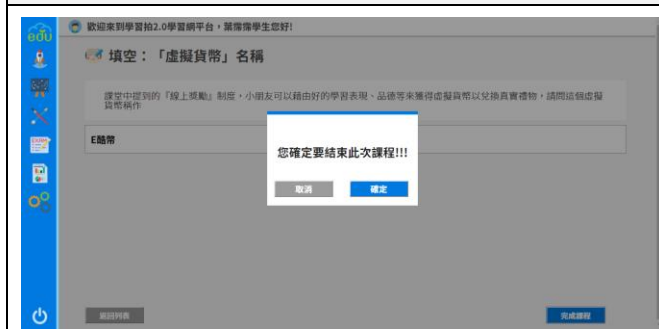 edu
歡迎來到學習拍2.0學習網平台,葉霈霈學生您好!
填空:「虛擬貨幣」名稱
課堂中提到的『線上獎勵』制度,小朋友可以藉由好的學習表現、品德等來獲得虛擬貨幣以兌換真實禮物,請問這個虛擬
貨幣稱作
E酷幣
您確定要結束此次課程!!!
取消
確定
返回列表
完成課程